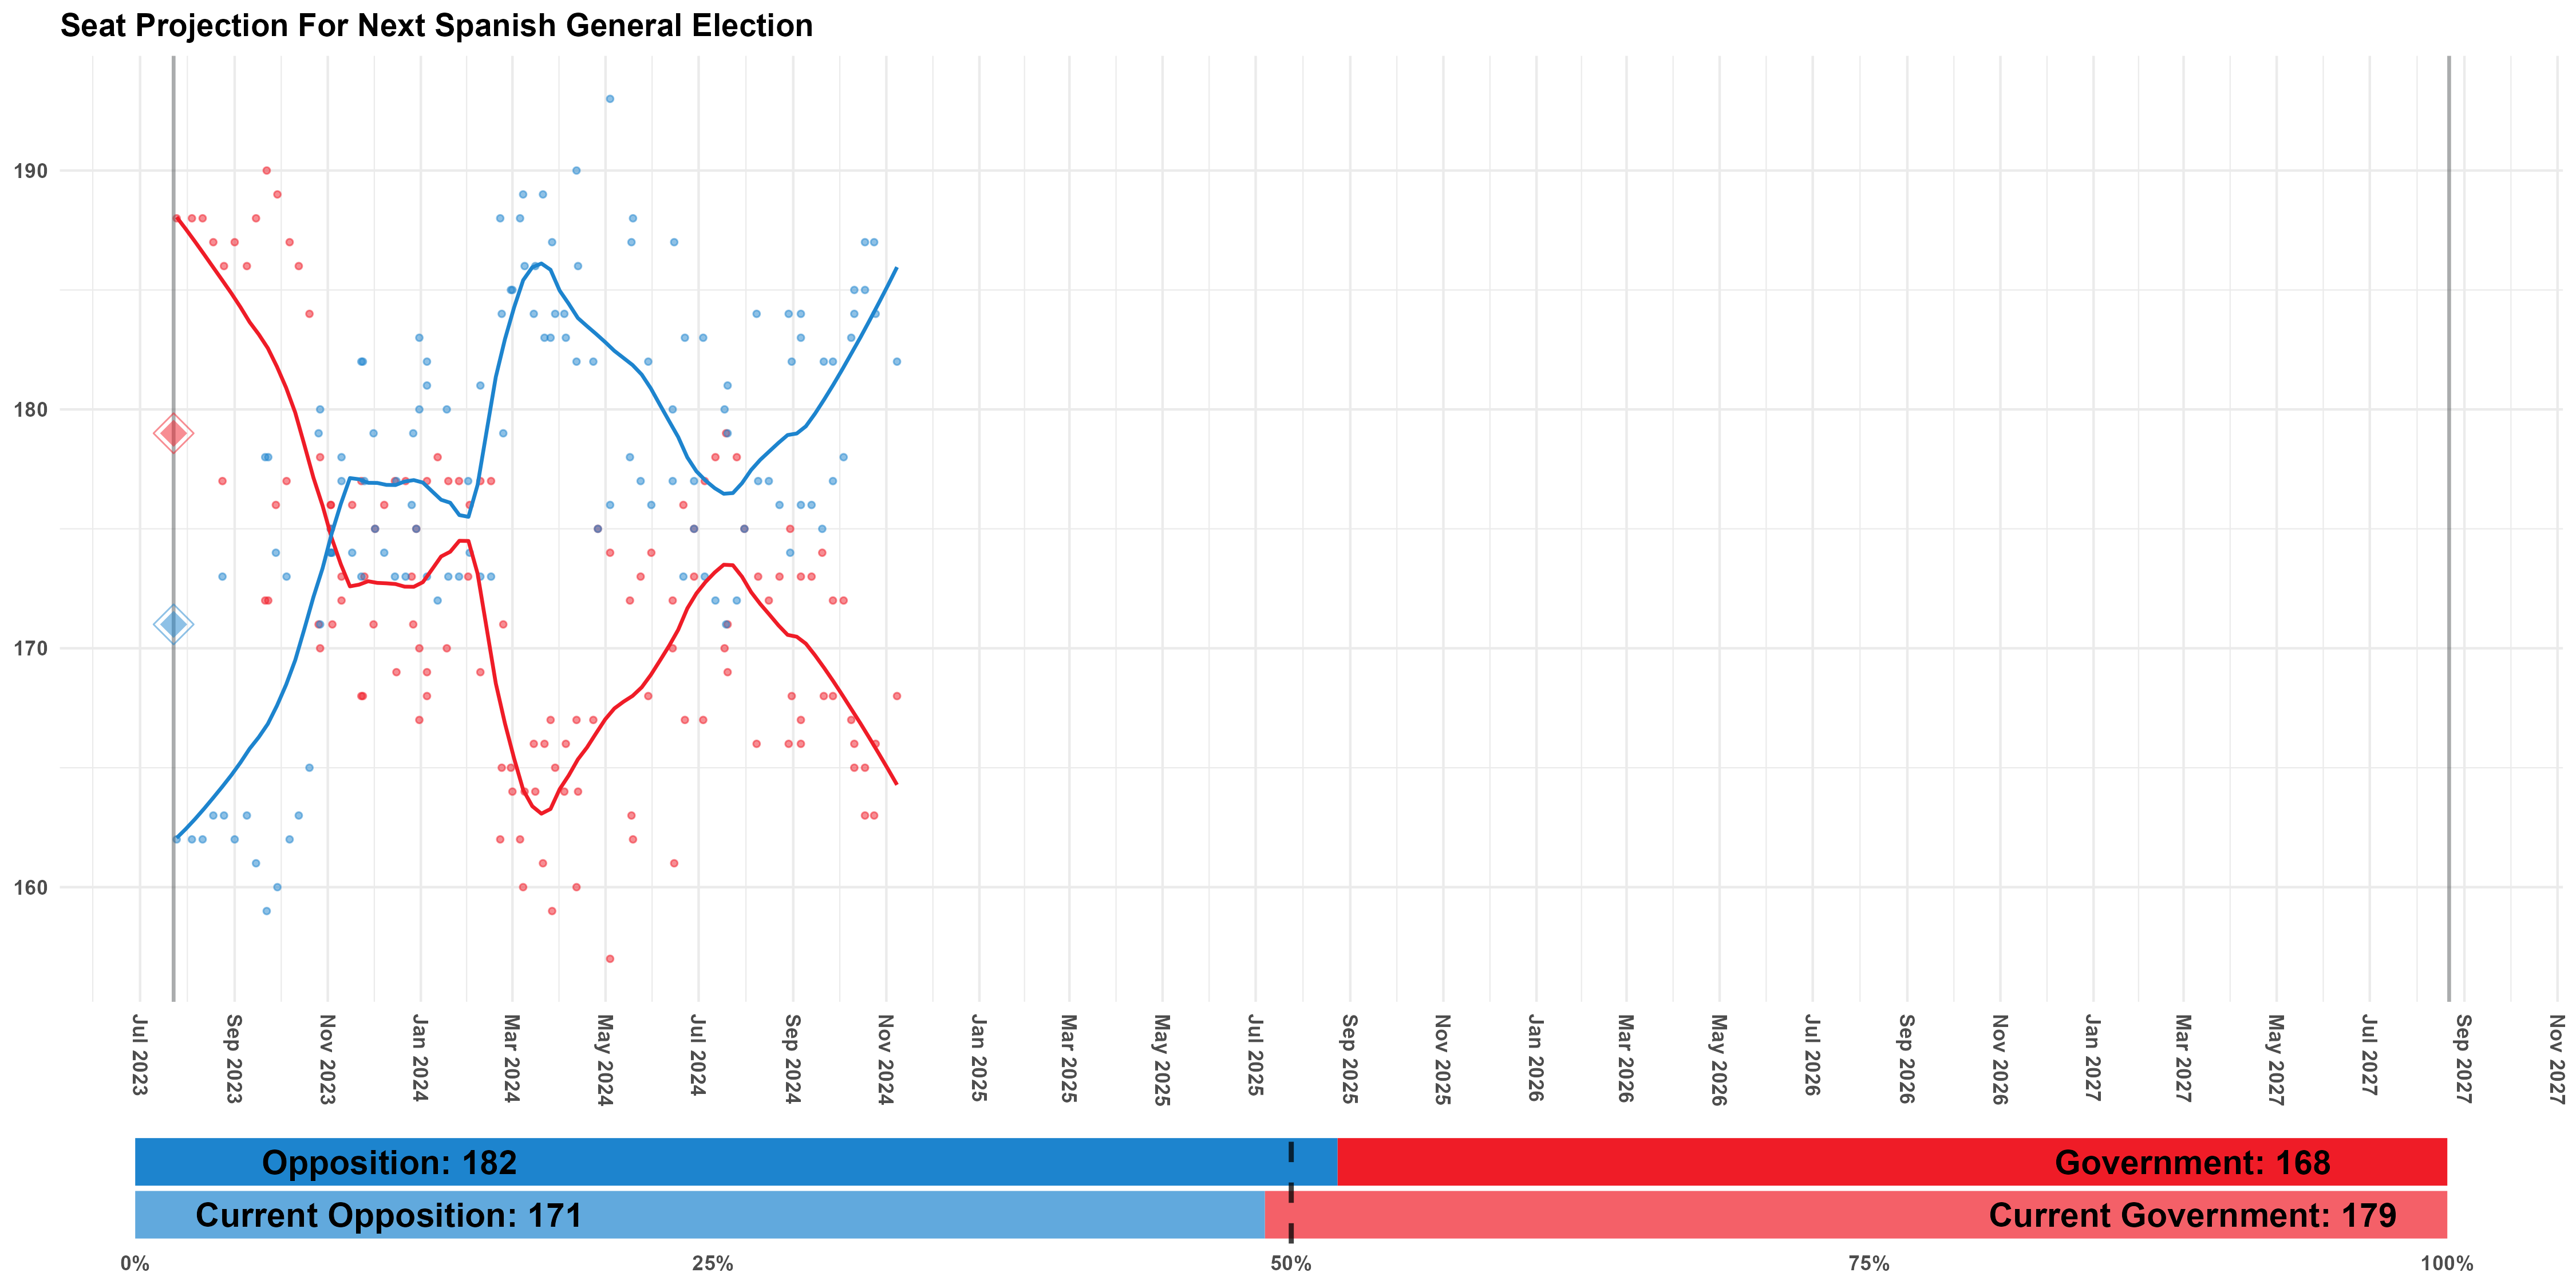 Seat Projection For Next Spanish General Election
190
180
170
160
Jul 2023
Sep 2023
Nov 2023
Jan 2024
Mar 2024
May 2024
Jul 2024
Sep 2024
Nov 2024
Jan 2025
Mar 2025
May 2025
Jul 2025
Sep 2025
Nov 2025
Jan 2026
Mar 2026
May 2026
Jul 2026
Sep 2026
Nov 2026
Jan 2027
Mar 2027
May 2027
Jul 2027
Sep 2027
Nov 2027
Opposition: 182 Government: 168
Current Opposition: 171 Current Government: 179
0% 25% 50% 75% 100%